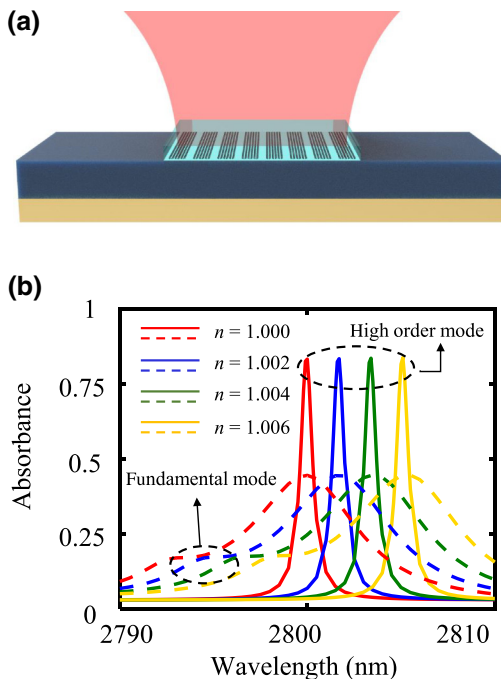 (a)
(b)
1
0.75
0.5
0.25
0
Absorbance
n = 1.000
n = 1.002
n = 1.004
n = 1.006
High order mode
Fundamental mode
2790
2800
2810
Wavelength (nm)